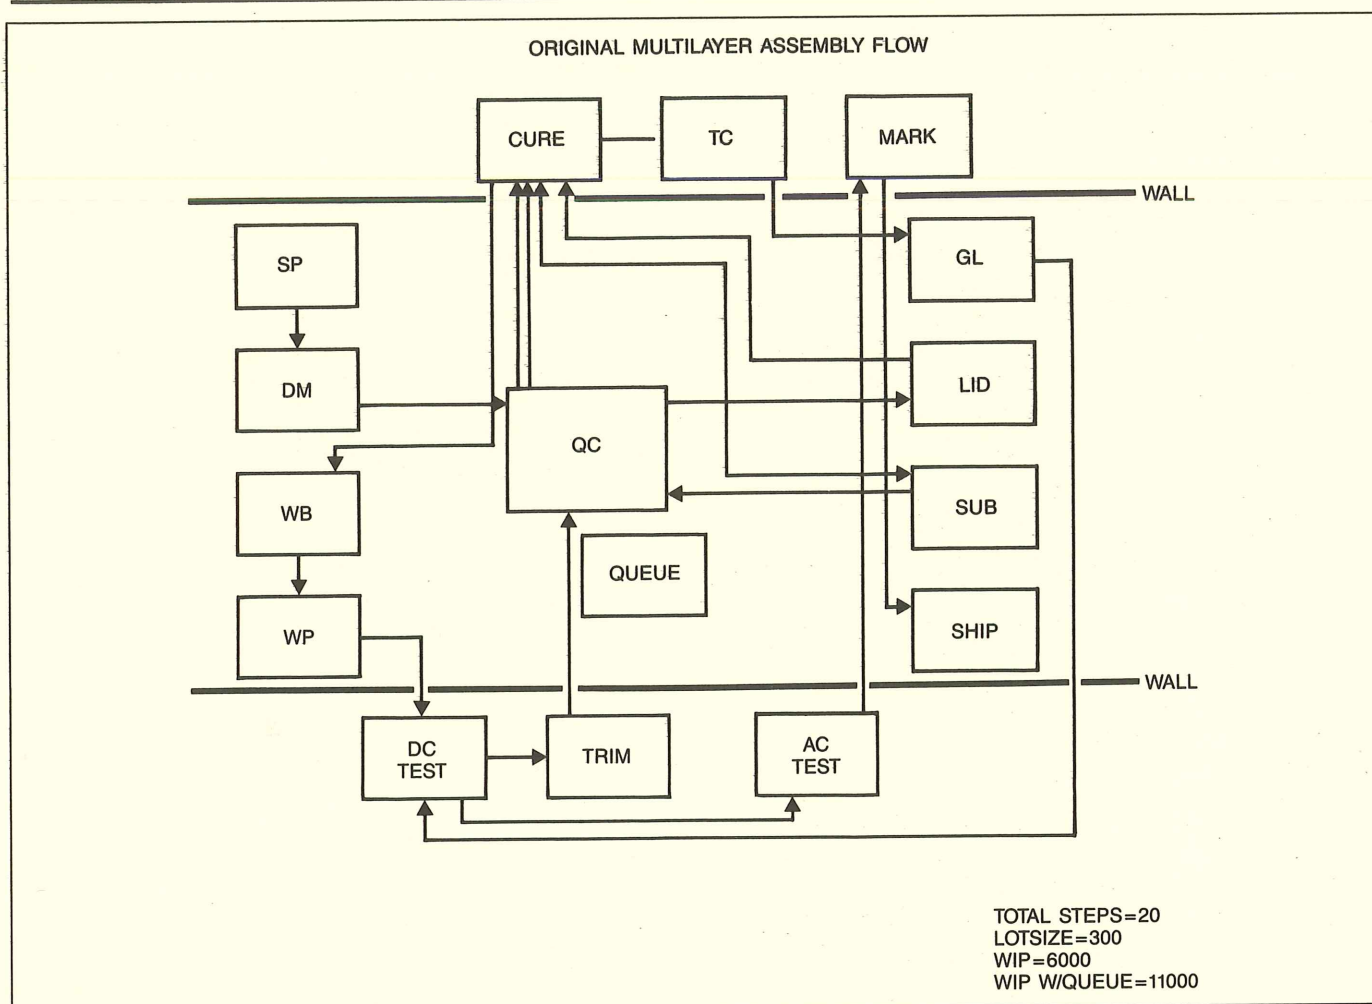 ORIGINAL MULTILAYER ASSEMBLY FLOW
CURE
TC
MARK
WALL
SP
GL
DM
LID
QC
WB
SUB
QUEUE
WP
SHIP
WALL
DC
TEST
TRIM
AC
TEST
TOTAL STEPS=20
LOTSIZE=300
WIP=6000
WIP W/QUEUE=11000